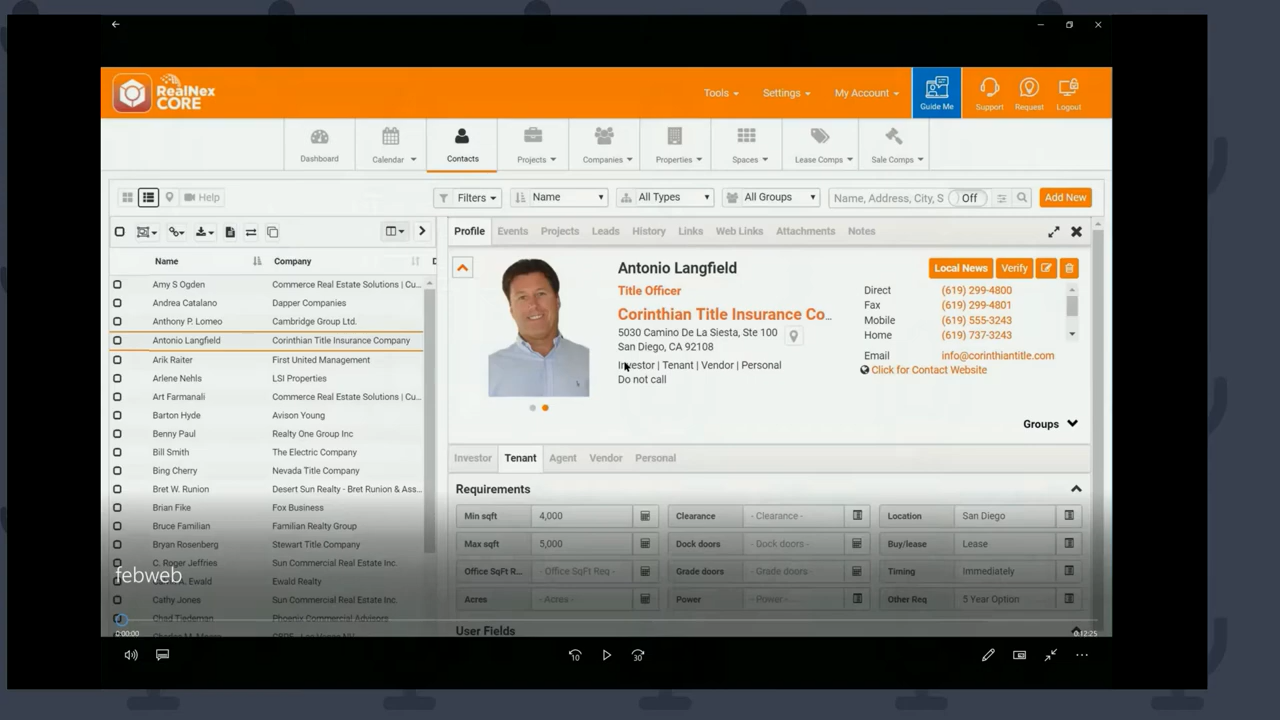 RealNex
CORE
Tools
Settings
My Account
Guide Me
Support
Request
Logout
Dashboard
Calendar
Contacts
Projects
Companies
Properties
Spaces
Lease Comps
Sale Comps
Help
Filters
Name
All Types
All Groups
Name, Address, City, S
Off
Add New
Name
Company
Amy S Ogden Commerce Real Estate Solutions | Cu...
Andrea Catalano Dapper Companies
Anthony P. Lomeo Cambridge Group Ltd.
Antonio Langfield Corinthian Title Insurance Company
Arik Raiter First United Management
Arlene Nehls LSI Properties
Art Farmanali Commerce Real Estate Solutions | Cu...
Barton Hyde Avison Young
Benny Paul Realty One Group Inc
Bill Smith The Electric Company
Bing Cherry Nevada Title Company
Bret W. Runion Desert Sun Realty - Bret Runion & Ass...
Brian Fike Fox Business
Bruce Familian Familian Realty Group
Bryan Rosenberg Stewart Title Company
C. Roger Jeffries Sun Commercial Real Estate Inc.
Ewald Ewald Realty
Cathy Jones Sun Commercial Real Estate Inc.
Chad Tiedeman Phoenix Commercial Advisors
febweb
0:00:00
Profile
Events
Projects
Leads
History
Links
Web Links
Attachments
Notes
Antonio Langfield
Title Officer
Corinthian Title Insurance Co...
5030 Camino De La Siesta, Ste 100
San Diego, CA 92108
Investor | Tenant | Vendor | Personal
Do not call
Local News
Verify
Direct (619) 299-4800
Fax (619) 299-4801
Mobile (619) 555-3243
Home (619) 737-3243
Email info@corinthiantitle.com
Click for Contact Website
Groups
Investor
Tenant
Agent
Vendor
Personal
Requirements
Min sqft 4,000
Clearance - Clearance -
Location San Diego
Max sqft 5,000
Dock doors - Dock doors -
Buy/lease Lease
Office SqFt R... - Office SqFt Req -
Grade doors - Grade doors -
Timing Immediately
Acres - Acres -
Power - Power -
Other Req 5 Year Option
User Fields
0:12:25
10
30